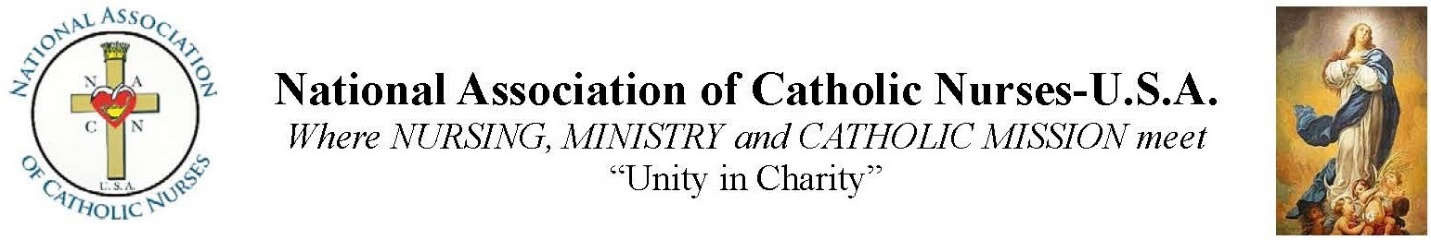 NATIONAL ASSOCIATION
N A
C N
U.S.A.
OF CATHOLIC NURSES
National Association of Catholic Nurses-U.S.A.
Where NURSING, MINISTRY and CATHOLIC MISSION meet
“Unity in Charity”